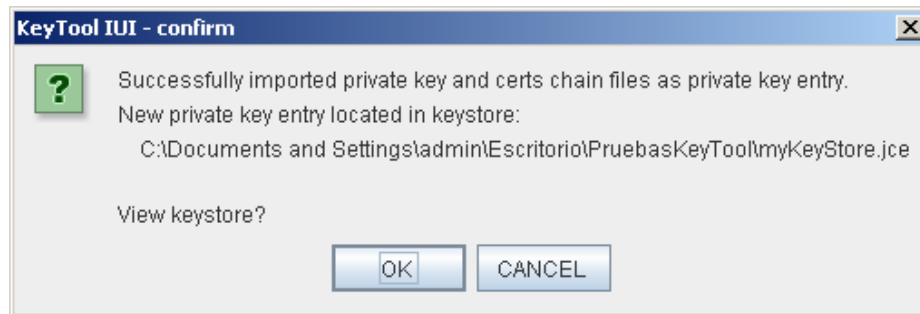 KeyTool IUI - confirm
Successfully imported private key and certs chain files as private key entry.
New private key entry located in keystore:
C:\Documents and Settings\admin\Escritorio\PruebasKeyTool\myKeyStore.jce
View keystore?
OK
CANCEL